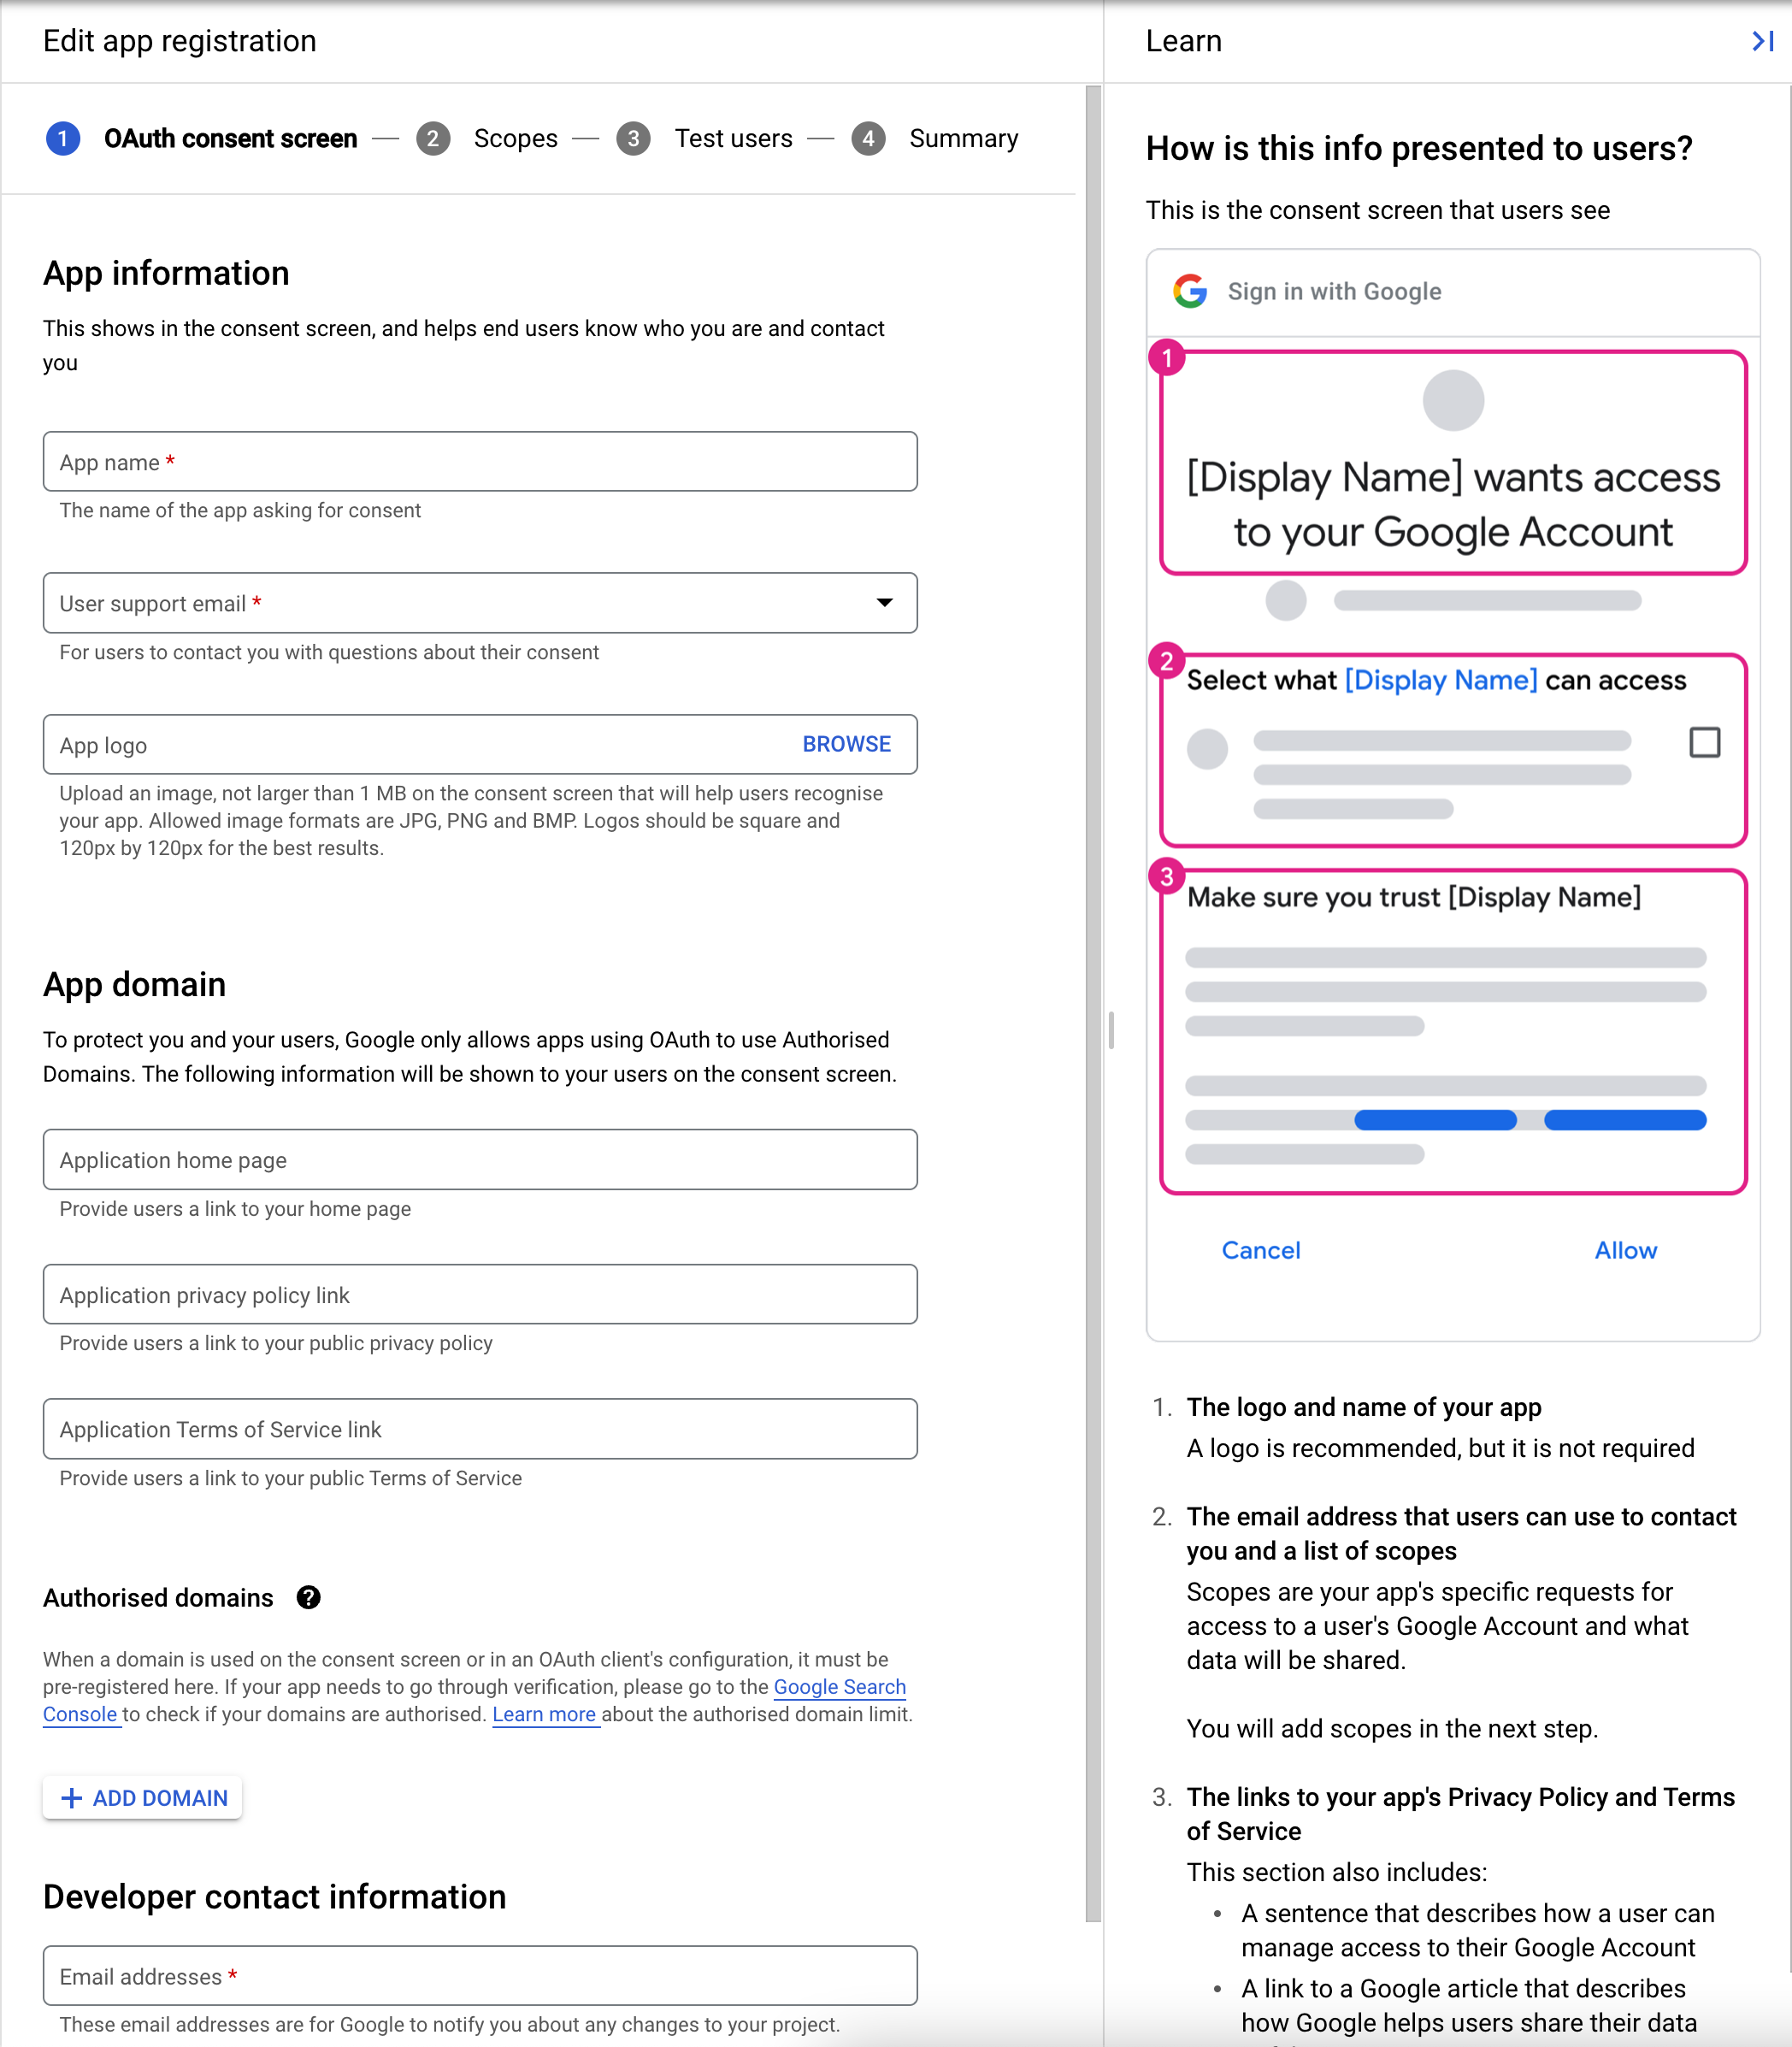 Edit app registration
1 OAuth consent screen — 2 Scopes — 3 Test users — 4 Summary
App information
This shows in the consent screen, and helps end users know who you are and contact
you
App name *
The name of the app asking for consent
User support email *
For users to contact you with questions about their consent
App logo BROWSE
Upload an image, not larger than 1 MB on the consent screen that will help users recognise
your app. Allowed image formats are JPG, PNG and BMP. Logos should be square and
120px by 120px for the best results.
App domain
To protect you and your users, Google only allows apps using OAuth to use Authorised
Domains. The following information will be shown to your users on the consent screen.
Application home page
Provide users a link to your home page
Application privacy policy link
Provide users a link to your public privacy policy
Application Terms of Service link
Provide users a link to your public Terms of Service
Authorised domains ?
When a domain is used on the consent screen or in an OAuth client's configuration, it must be
pre-registered here. If your app needs to go through verification, please go to the Google Search
Console to check if your domains are authorised. Learn more about the authorised domain limit.
+ ADD DOMAIN
Developer contact information
Email addresses *
These email addresses are for Google to notify you about any changes to your project.
Learn
How is this info presented to users?
This is the consent screen that users see
Sign in with Google
1
[Display Name] wants access
to your Google Account
2
Select what [Display Name] can access
3
Make sure you trust [Display Name]
Cancel Allow
1. The logo and name of your app
A logo is recommended, but it is not required
2. The email address that users can use to contact
you and a list of scopes
Scopes are your app's specific requests for
access to a user's Google Account and what
data will be shared.
You will add scopes in the next step.
3. The links to your app's Privacy Policy and Terms
of Service
This section also includes:
• A sentence that describes how a user can
manage access to their Google Account
• A link to a Google article that describes
how Google helps users share their data